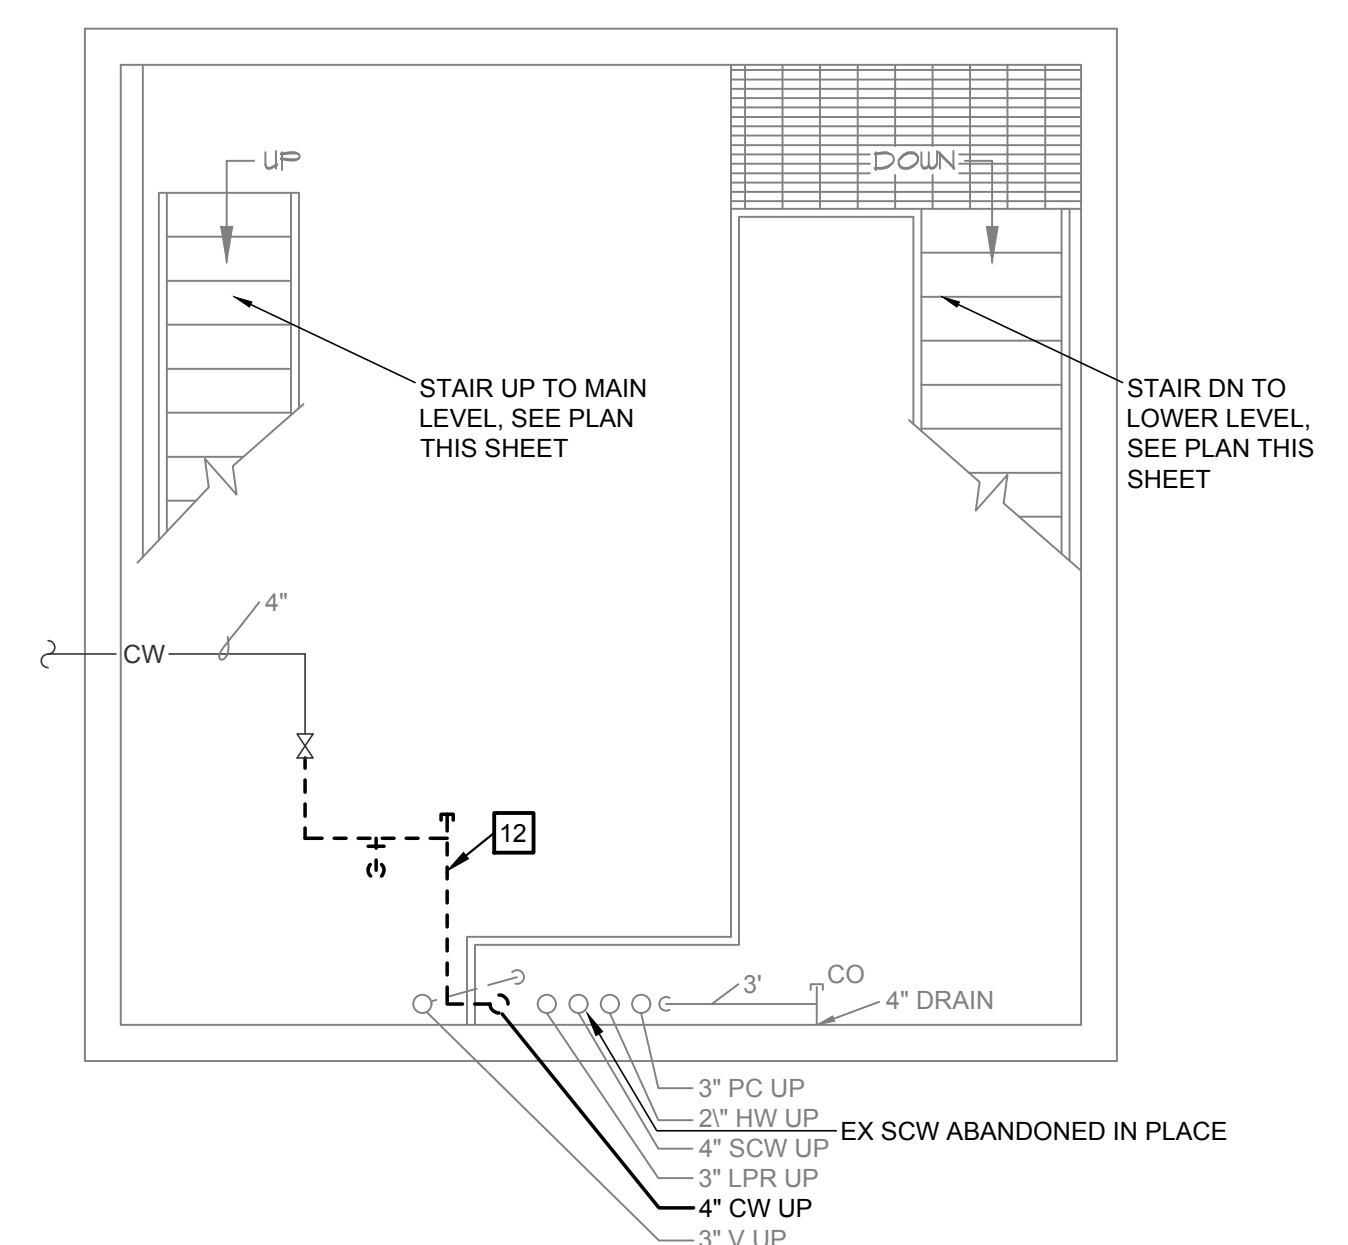 UP
DOWN
STAIR UP TO MAIN
LEVEL, SEE PLAN
THIS SHEET
STAIR DN TO
LOWER LEVEL,
SEE PLAN THIS
SHEET
4"
CW
12
3'
CO
4" DRAIN
3" PC UP
2\" HW UP
EX SCW ABANDONED IN PLACE
4" SCW UP
3" LPR UP
4" CW UP
3" V UP